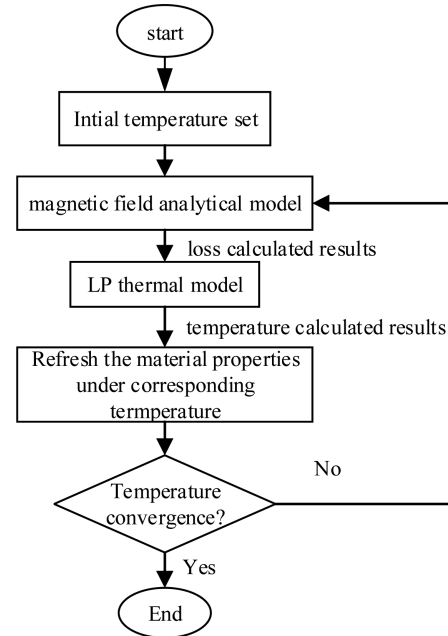 start
Intial temperature set
magnetic field analytical model
loss calculated results
LP thermal model
temperature calculated results
Refresh the material properties
under corresponding
termperature
No
Temperature
convergence?
Yes
End